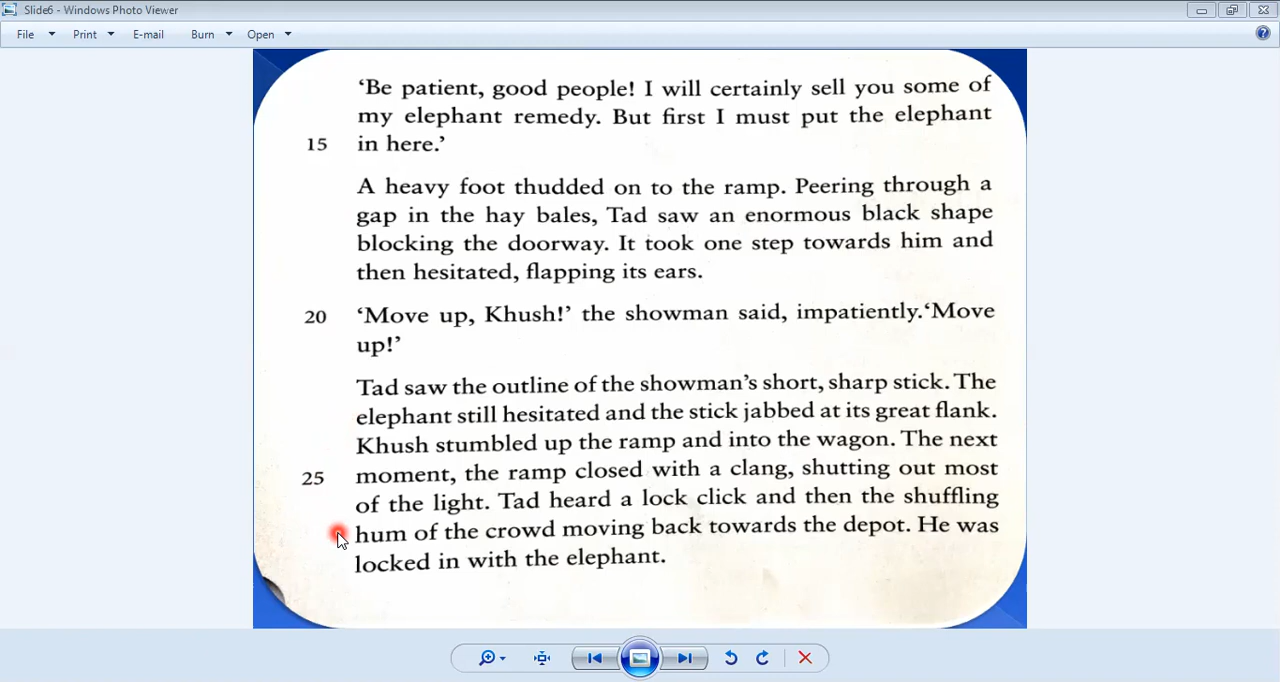 Slide6 - Windows Photo Viewer
File Print E-mail Burn Open
‘Be patient, good people! I will certainly sell you some of
my elephant remedy. But first I must put the elephant
15 in here.’
A heavy foot thudded on to the ramp. Peering through a
gap in the hay bales, Tad saw an enormous black shape
blocking the doorway. It took one step towards him and
then hesitated, flapping its ears.
20 ‘Move up, Khush!’ the showman said, impatiently.‘Move
up!’
Tad saw the outline of the showman’s short, sharp stick. The
elephant still hesitated and the stick jabbed at its great flank.
Khush stumbled up the ramp and into the wagon. The next
25 moment, the ramp closed with a clang, shutting out most
of the light. Tad heard a lock click and then the shuffling
hum of the crowd moving back towards the depot. He was
locked in with the elephant.